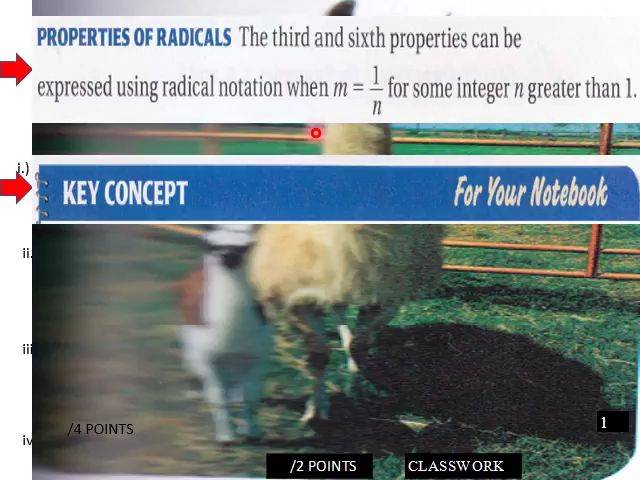 PROPERTIES OF RADICALS The third and sixth properties can be
expressed using radical notation when m = 1/n for some integer n greater than 1.
i.)
KEY CONCEPT For Your Notebook
ii.
iii
/4 POINTS
1
iv
/2 POINTS CLASSWORK